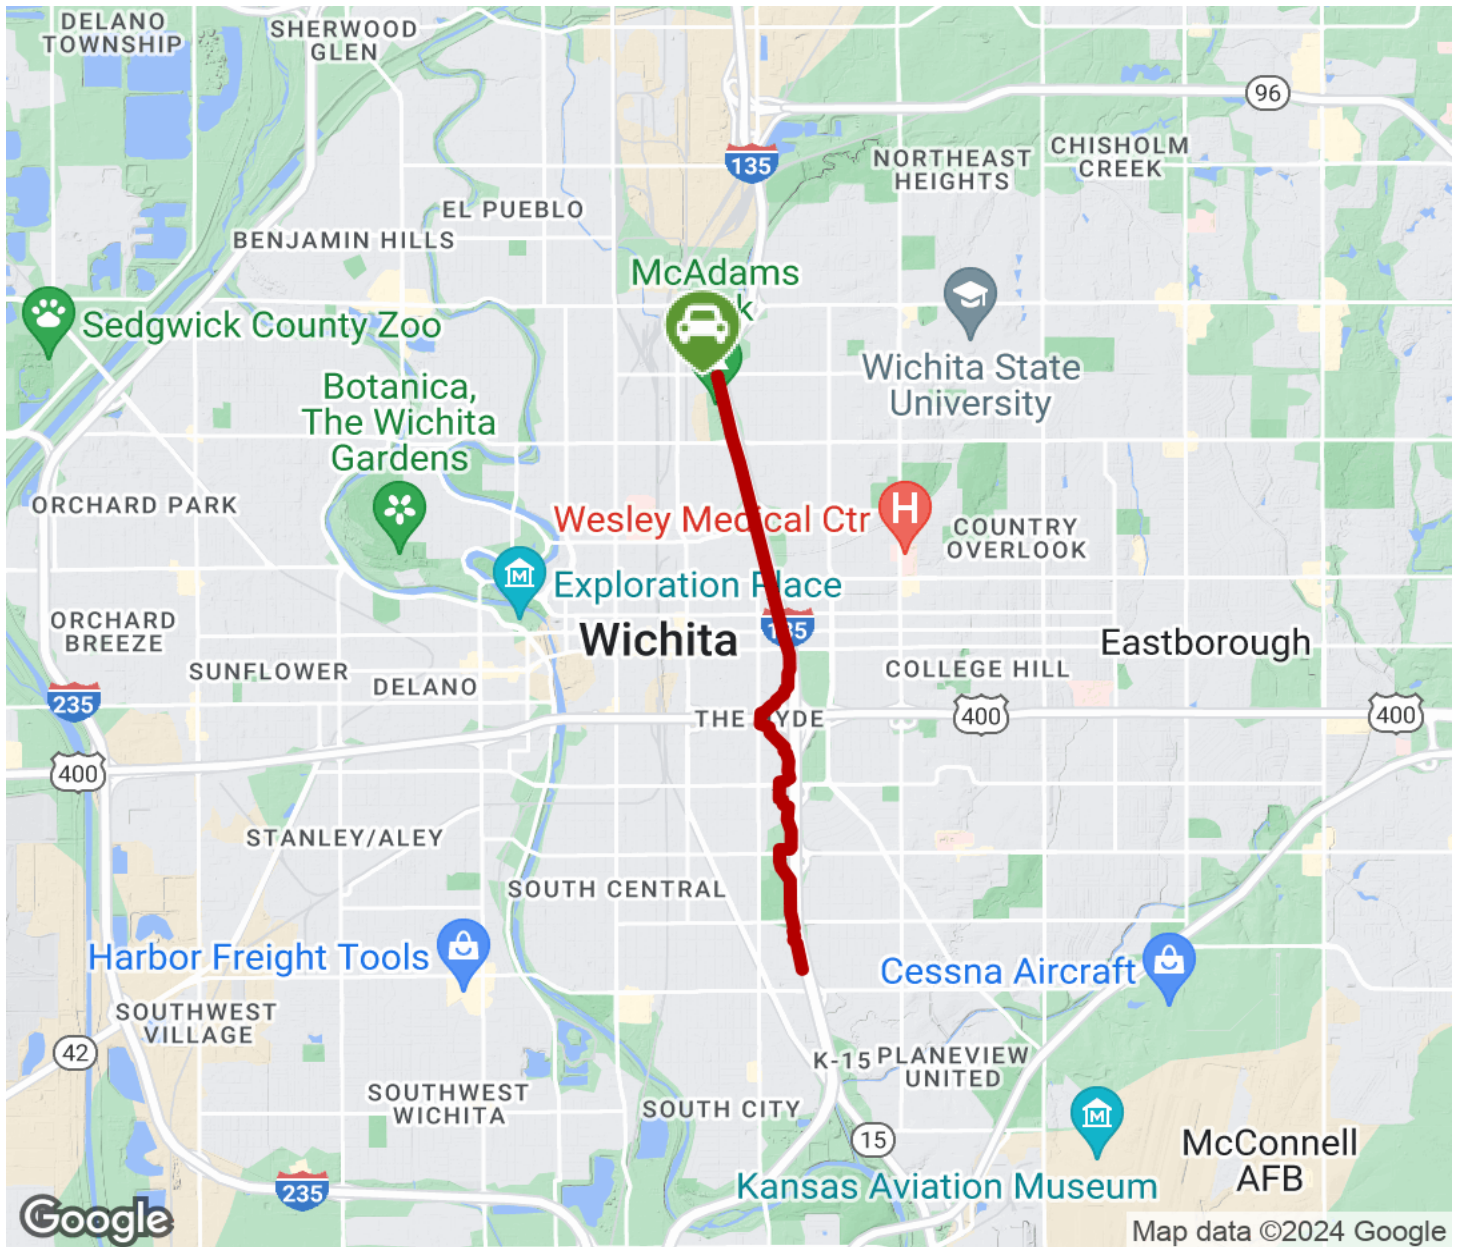 DELANO
TOWNSHIP
SHERWOOD
GLEN
96
135
NORTHEAST
HEIGHTS
CHISHOLM
CREEK
EL PUEBLO
BENJAMIN HILLS
McAdams
k
Sedgwick County Zoo
Wichita State
University
Botanica,
The Wichita
Gardens
ORCHARD PARK
Wesley Medical Ctr
H
COUNTRY
OVERLOOK
M
Exploration Place
135
ORCHARD
BREEZE
Wichita
Eastborough
SUNFLOWER
DELANO
COLLEGE HILL
235
THE HYDE
400
400
400
STANLEY/ALEY
SOUTH CENTRAL
Harbor Freight Tools
Cessna Aircraft
SOUTHWEST
VILLAGE
42
K-15
PLANEVIEW
UNITED
SOUTHWEST
WICHITA
SOUTH CITY
M
15
McConnell
AFB
235
Kansas Aviation Museum
Google
Map data ©2024 Google